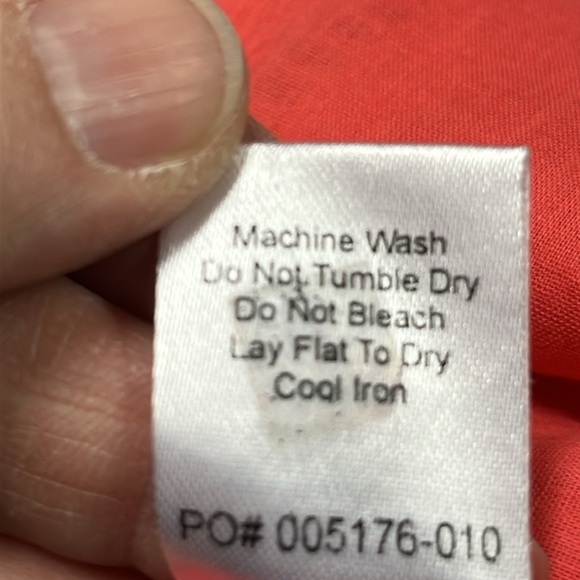 Machine Wash
Do Not Tumble Dry
Do Not Bleach
Lay Flat To Dry
Cool Iron
PO# 005176-010